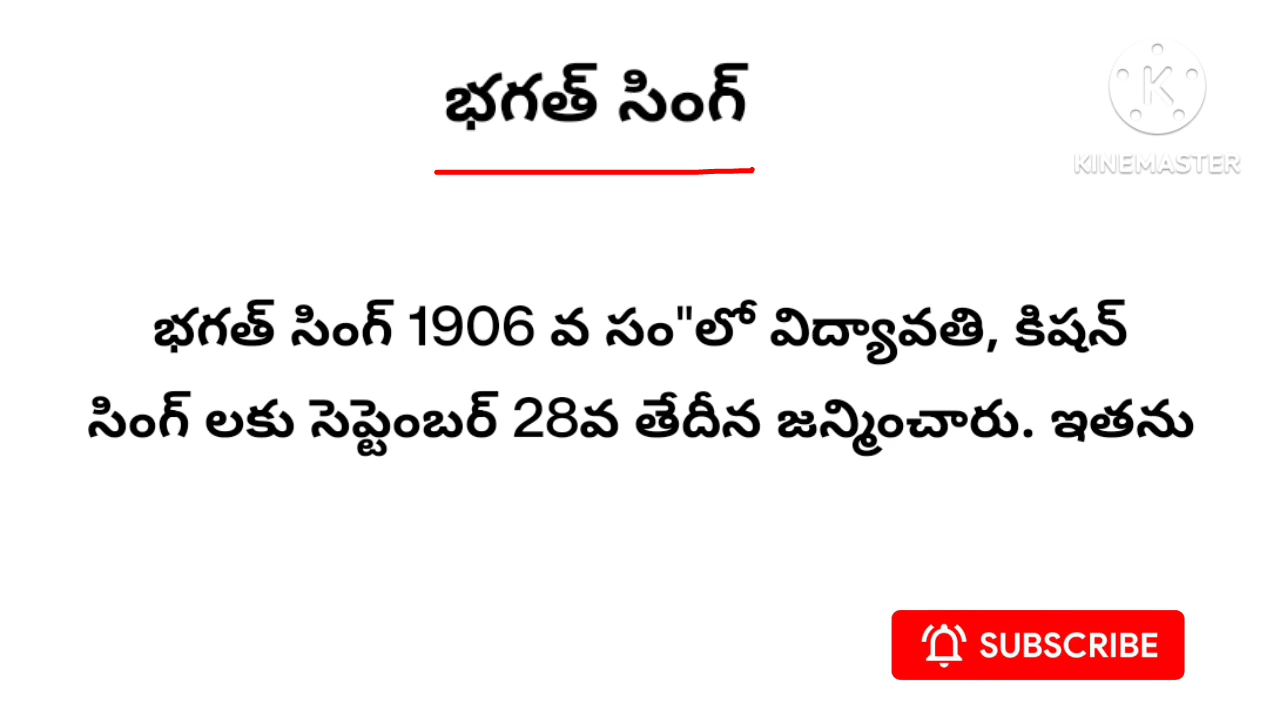 భగత్ సింగ్
KINEMASTER
భగత్ సింగ్ 1906 వ సం"లో విద్యావతి, కిషన్
సింగ్ లకు సెప్టెంబర్ 28వ తేదీన జన్మించారు. ఇతను
SUBSCRIBE